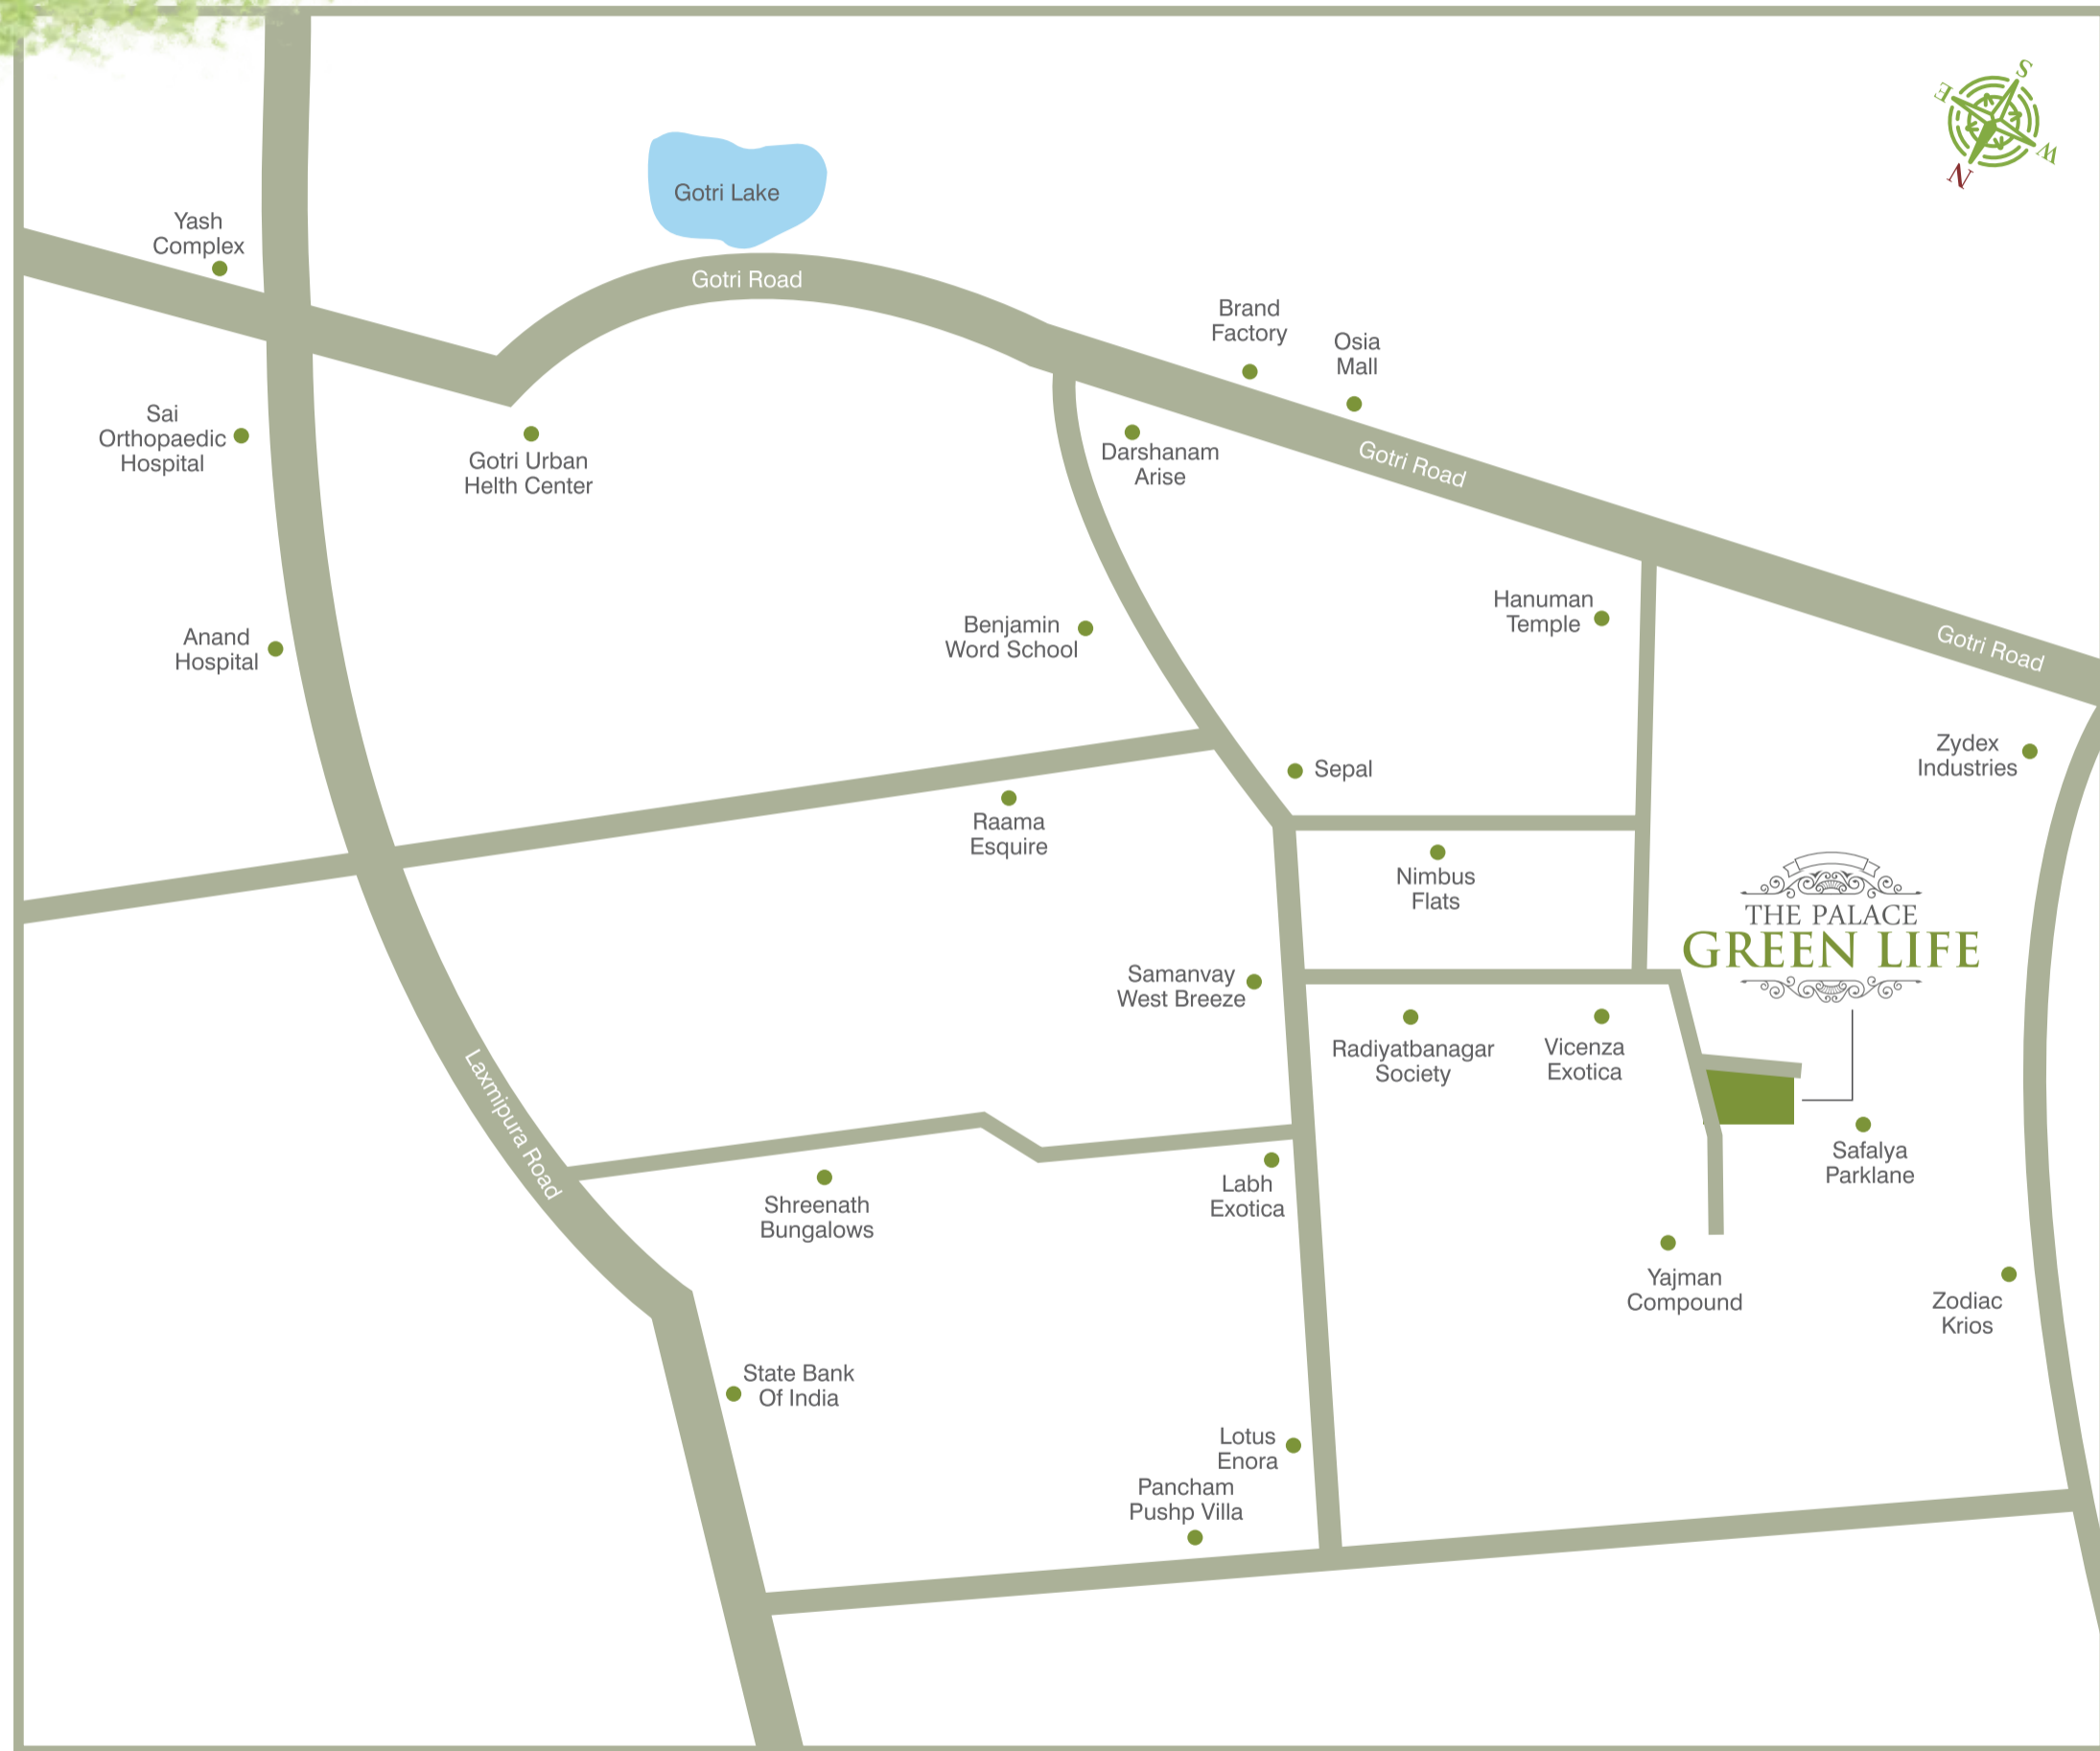 S
E
W
N
Gotri Lake
Yash
Complex
Gotri Road
Brand
Factory
Osia
Mall
Sai
Orthopaedic
Hospital
Gotri Urban
Helth Center
Darshanam
Arise
Gotri Road
Hanuman
Temple
Benjamin
Word School
Anand
Hospital
Gotri Road
Zydex
Industries
Sepal
Raama
Esquire
Nimbus
Flats
THE PALACE
GREEN LIFE
Samanvay
West Breeze
Radiyatbanagar
Society
Vicenza
Exotica
Laxmipura Road
Safalya
Parklane
Labh
Exotica
Shreenath
Bungalows
Yajman
Compound
Zodiac
Krios
State Bank
Of India
Lotus
Enora
Pancham
Pushp Villa